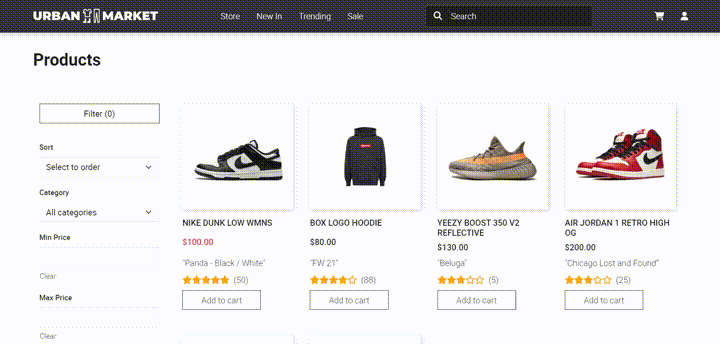 URBAN MARKET
Store New In Trending Sale
Search
Products
Filter (0)
Sort
Select to order
Category
All categories
Min Price
Clear
Max Price
Clear
NIKE DUNK LOW WMNS
$100.00
"Panda - Black / White"
(50)
Add to cart
BOX LOGO HOODIE
$80.00
"FW 21"
(88)
Add to cart
YEEZY BOOST 350 V2
REFLECTIVE
$130.00
"Beluga"
(5)
Add to cart
AIR JORDAN 1 RETRO HIGH
OG
$200.00
"Chicago Lost and Found"
(25)
Add to cart